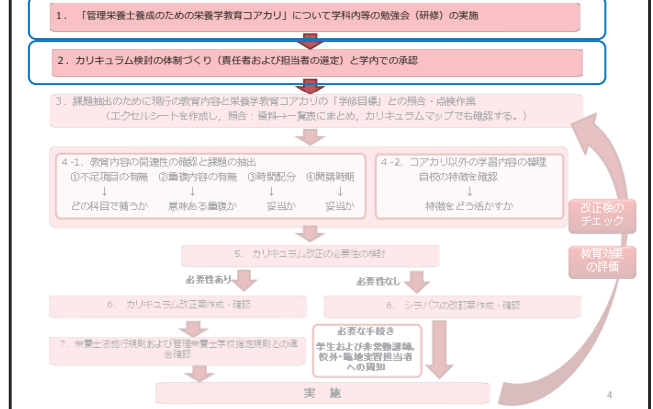 1. 「管理栄養士養成のための栄養学教育コアカリ」について学科内等の勉強会（研修）の実施
2. カリキュラム検討の体制づくり（責任者および担当者の選定）と学内での承認
3. 課題抽出のために現行の教育内容と栄養学教育コアカリの「学修目標」との照合・点検作業
（エクセルシートを作成し，照合：資料→一覧表にまとめ，カリキュラムマップでも確認する。）
4-1. 教育内容の関連性の確認と課題の抽出
①不足項目の有無 ②重複内容の有無 ③時間配分 ④開講時期
↓ ↓ ↓ ↓
どの科目で補うか 意味ある重複か 妥当か 妥当か
4-2. コアカリ以外の学習内容の整理
自校の特徴を確認
↓
特徴をどう活かすか
改正後の
チェック
教育効果
の評価
5. カリキュラム改正の必要性の検討
必要性あり
必要性なし
6. カリキュラム改正案作成・確認
6. シラバスの改訂案作成・確認
7. 栄養士法施行規則および管理栄養士学校指定規則との適
合確認
必要な手続き
学生および非常勤講師，
校外・臨地実習担当者
への周知
実 施
4